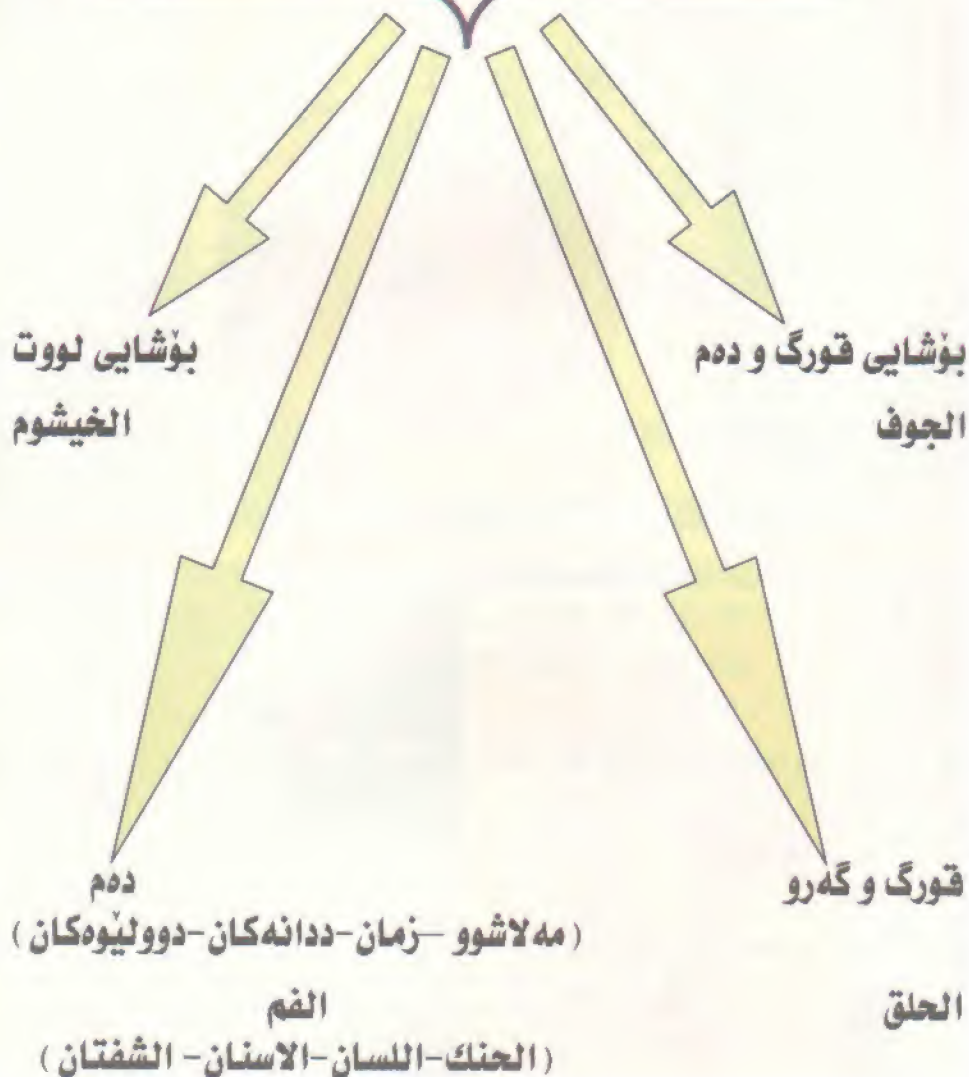 بۆشایی قورگ و دەم
الجوف
بۆشایی لووت
الخيشوم
قورگ و گەرو
الحلق
دەم
(مەلاشوو –زمان-ددانەکان-دوولێوەکان)
الفم
(الحنك-اللسان-الاسنان- الشفتان)